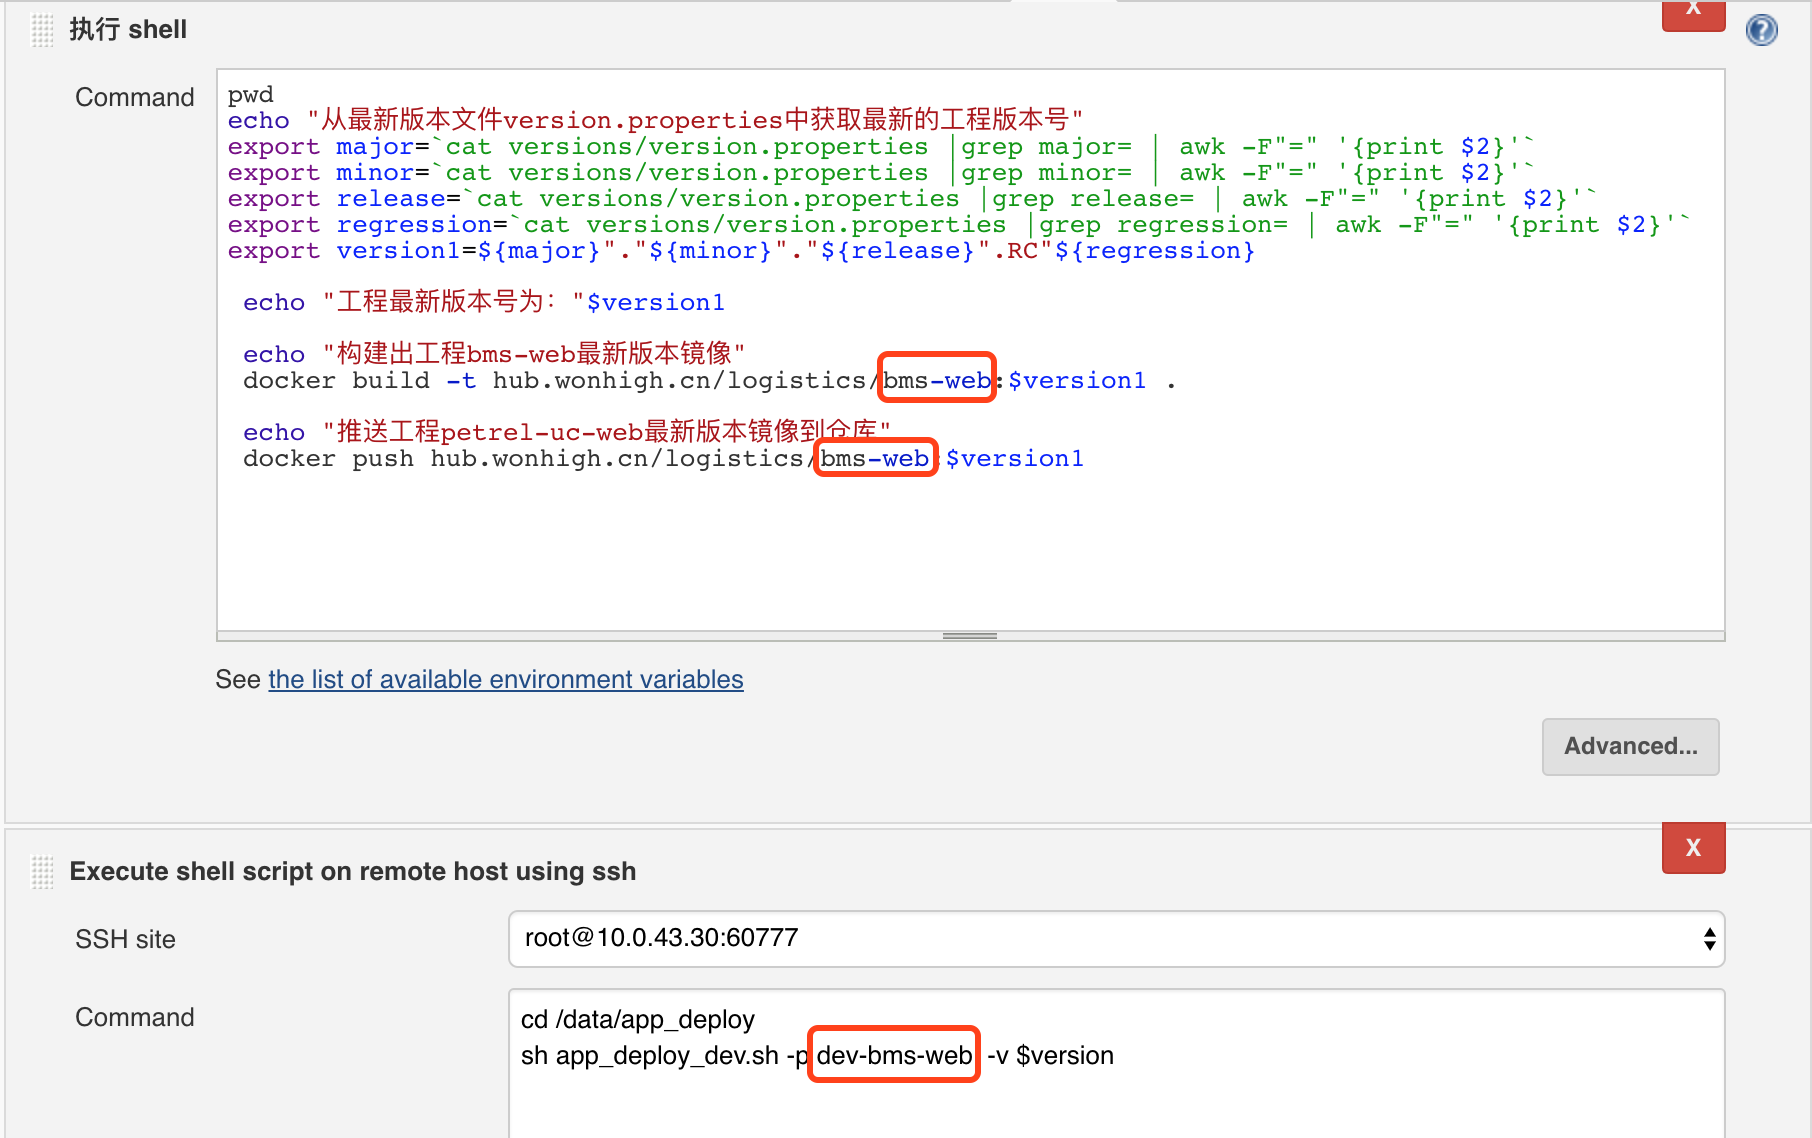 执行 shell
X
?
Command
pwd
echo "从最新版本文件version.properties中获取最新的工程版本号"
export major=`cat versions/version.properties |grep major= | awk -F"=" '{print $2}'`
export minor=`cat versions/version.properties |grep minor= | awk -F"=" '{print $2}'`
export release=`cat versions/version.properties |grep release= | awk -F"=" '{print $2}'`
export regression=`cat versions/version.properties |grep regression= | awk -F"=" '{print $2}'`
export version1=${major}"."${minor}"."${release}".RC"${regression}
echo "工程最新版本号为："$version1
echo "构建出工程bms-web最新版本镜像"
docker build -t hub.wonhigh.cn/logistics/bms-web:$version1 .
echo "推送工程petrel-uc-web最新版本镜像到仓库"
docker push hub.wonhigh.cn/logistics/bms-web:$version1
See the list of available environment variables
Advanced...
X
Execute shell script on remote host using ssh
SSH site
root@10.0.43.30:60777
Command
cd /data/app_deploy
sh app_deploy_dev.sh -p dev-bms-web -v $version